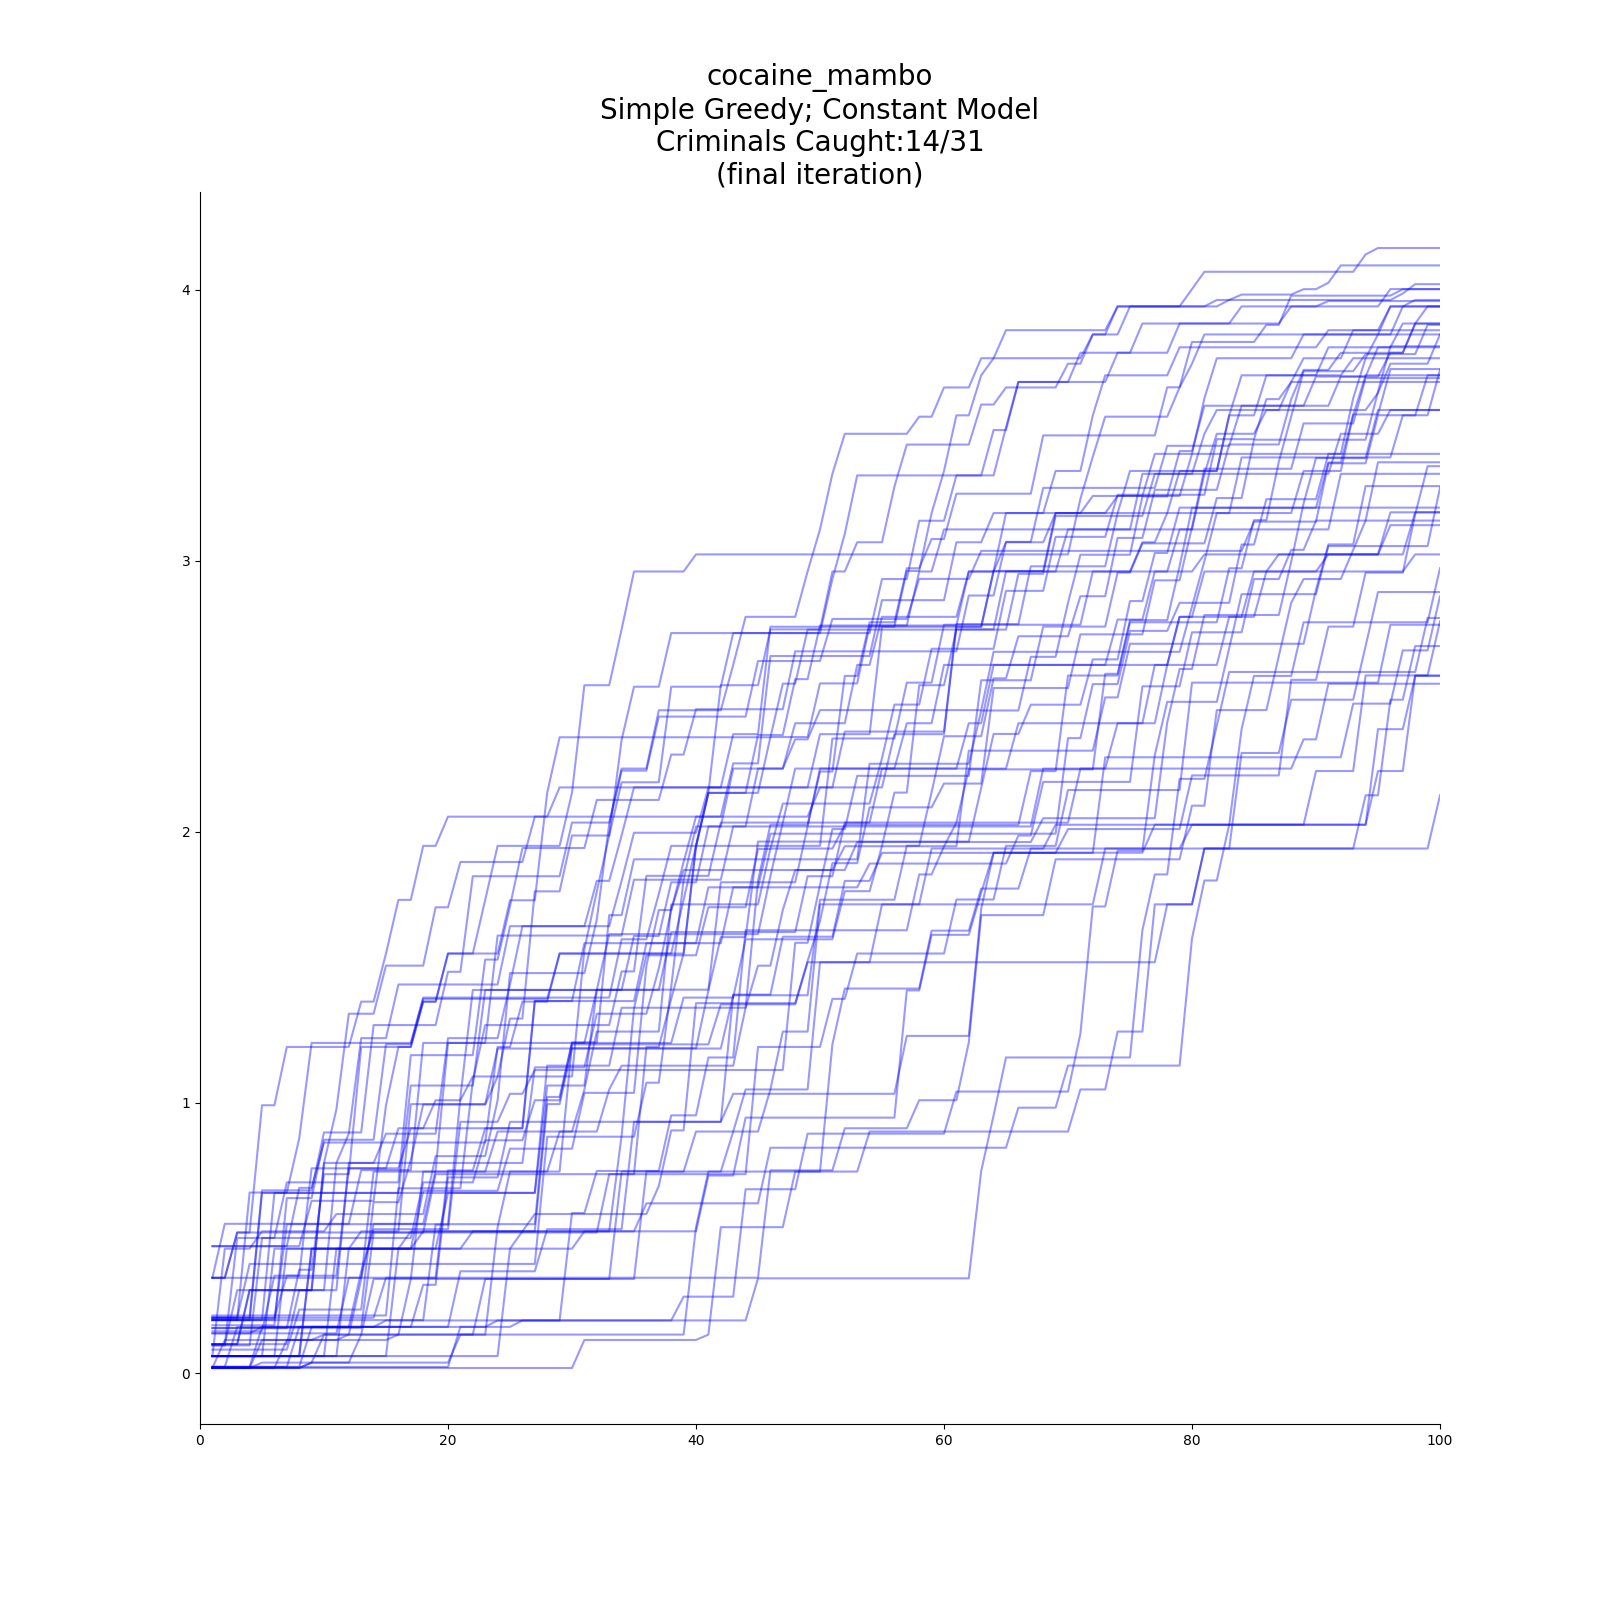 cocaine_mambo
Simple Greedy; Constant Model
Criminals Caught:14/31
(final iteration)
4
3
2
1
0
0 20 40 60 80 100